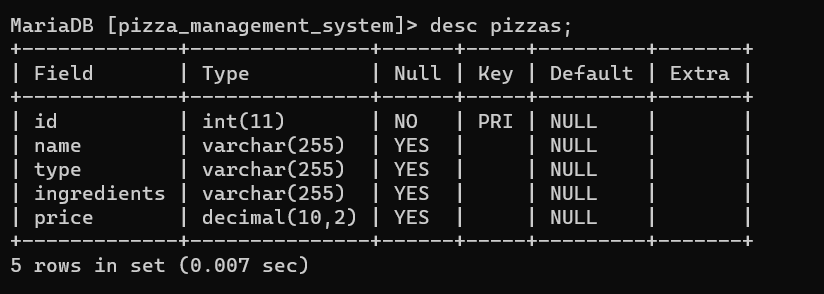 MariaDB [pizza_management_system]> desc pizzas;
+-------------+---------------+------+-----+---------+-------+
| Field       | Type          | Null | Key | Default | Extra |
+-------------+---------------+------+-----+---------+-------+
| id          | int(11)       | NO   | PRI | NULL    |       |
| name        | varchar(255)  | YES  |     | NULL    |       |
| type        | varchar(255)  | YES  |     | NULL    |       |
| ingredients | varchar(255)  | YES  |     | NULL    |       |
| price       | decimal(10,2) | YES  |     | NULL    |       |
+-------------+---------------+------+-----+---------+-------+
5 rows in set (0.007 sec)